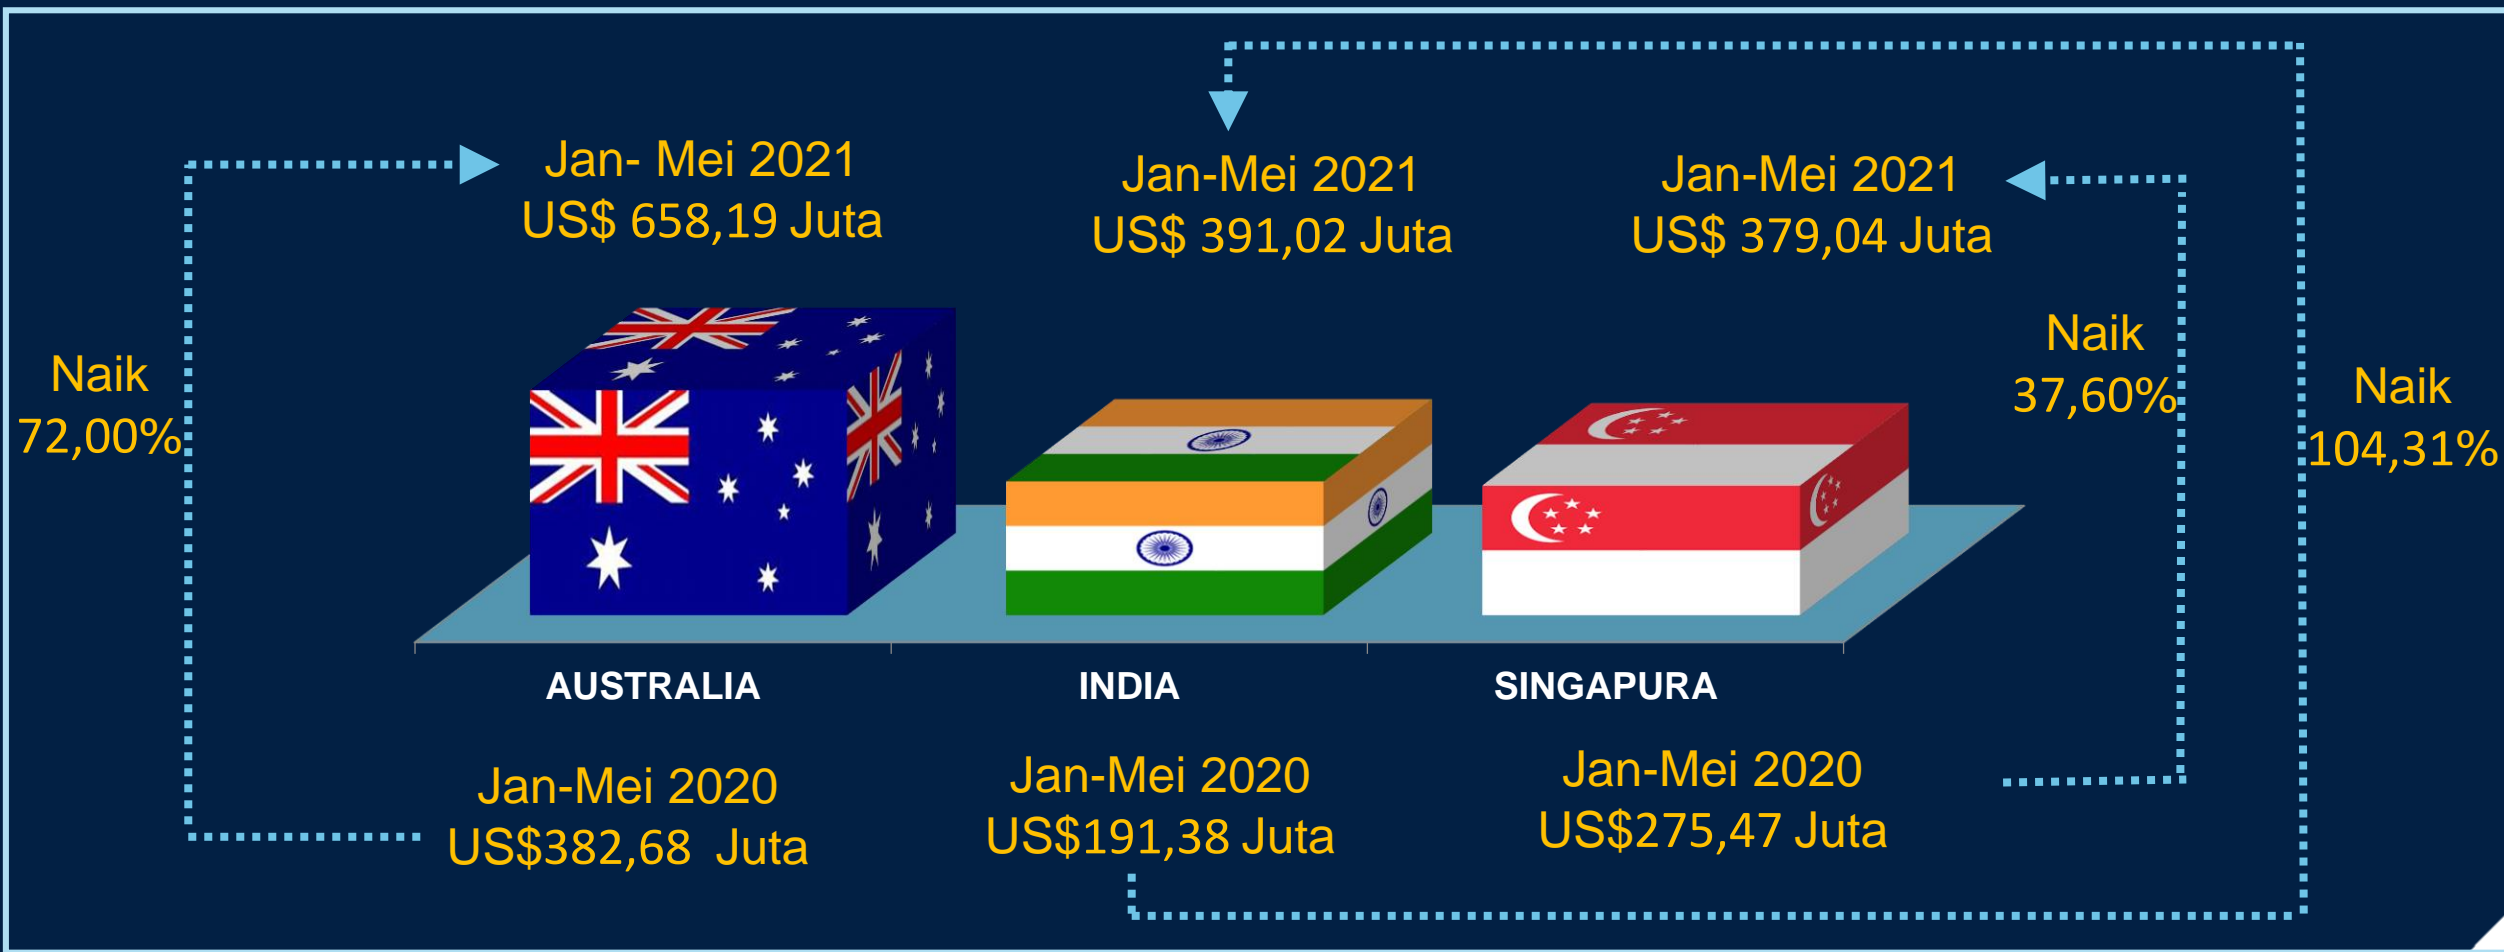 Jan- Mei 2021
US$ 658,19 Juta
Jan-Mei 2021
US$ 391,02 Juta
Jan-Mei 2021
US$ 379,04 Juta
Naik
72,00%
Naik
37,60%
Naik
104,31%
AUSTRALIA
INDIA
SINGAPURA
Jan-Mei 2020
US$382,68 Juta
Jan-Mei 2020
US$191,38 Juta
Jan-Mei 2020
US$275,47 Juta